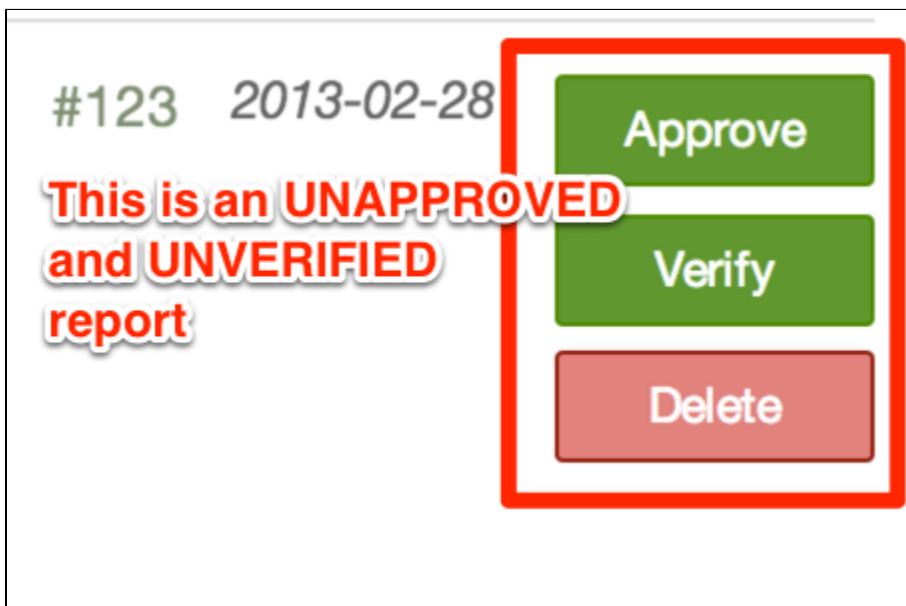 #123 2013-02-28
Approve
This is an UNAPPROVED
and UNVERIFIED
report
Verify
Delete